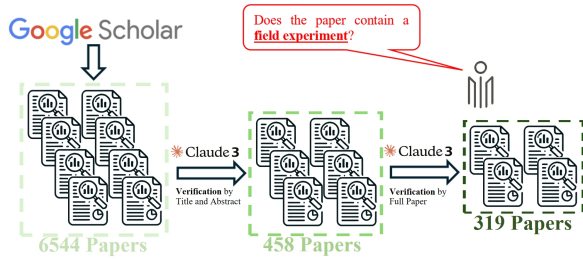 Google Scholar
Does the paper contain a
field experiment?
Claude 3
Verification by
Title and Abstract
Claude 3
Verification by
Full Paper
6544 Papers
458 Papers
319 Papers